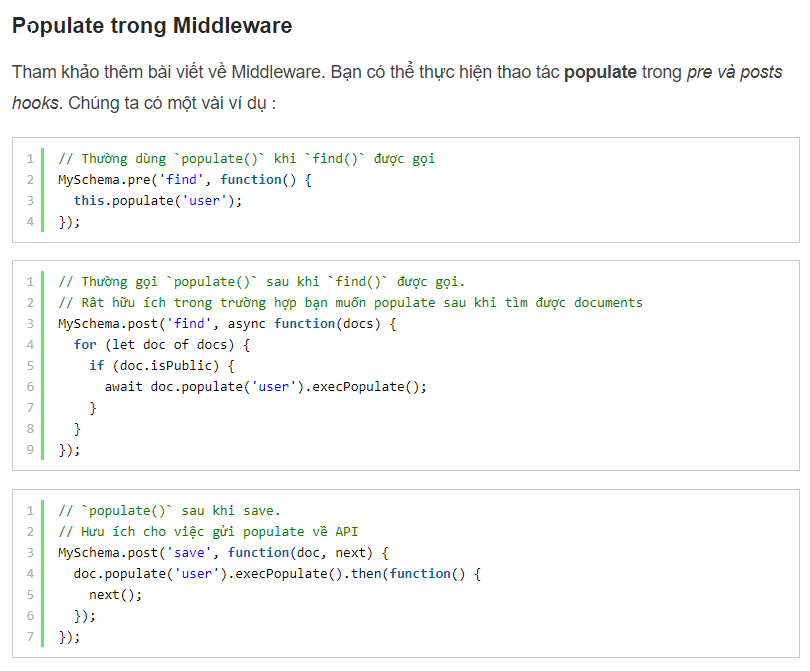 Populate trong Middleware
Tham khảo thêm bài viết về Middleware. Bạn có thể thực hiện thao tác populate trong pre và posts
hooks. Chúng ta có một vài ví dụ :
1 // Thường dùng `populate()` khi `find()` được gọi
2 MySchema.pre('find', function() {
3   this.populate('user');
4 });
1 // Thường gọi `populate()` sau khi `find()` được gọi.
2 // Rât hữu ích trong trường hợp bạn muốn populate sau khi tìm được documents
3 MySchema.post('find', async function(docs) {
4   for (let doc of docs) {
5     if (doc.isPublic) {
6       await doc.populate('user').execPopulate();
7     }
8   }
9 });
1 // `populate()` sau khi save.
2 // Hưu ích cho việc gửi populate về API
3 MySchema.post('save', function(doc, next) {
4   doc.populate('user').execPopulate().then(function() {
5     next();
6   });
7 });